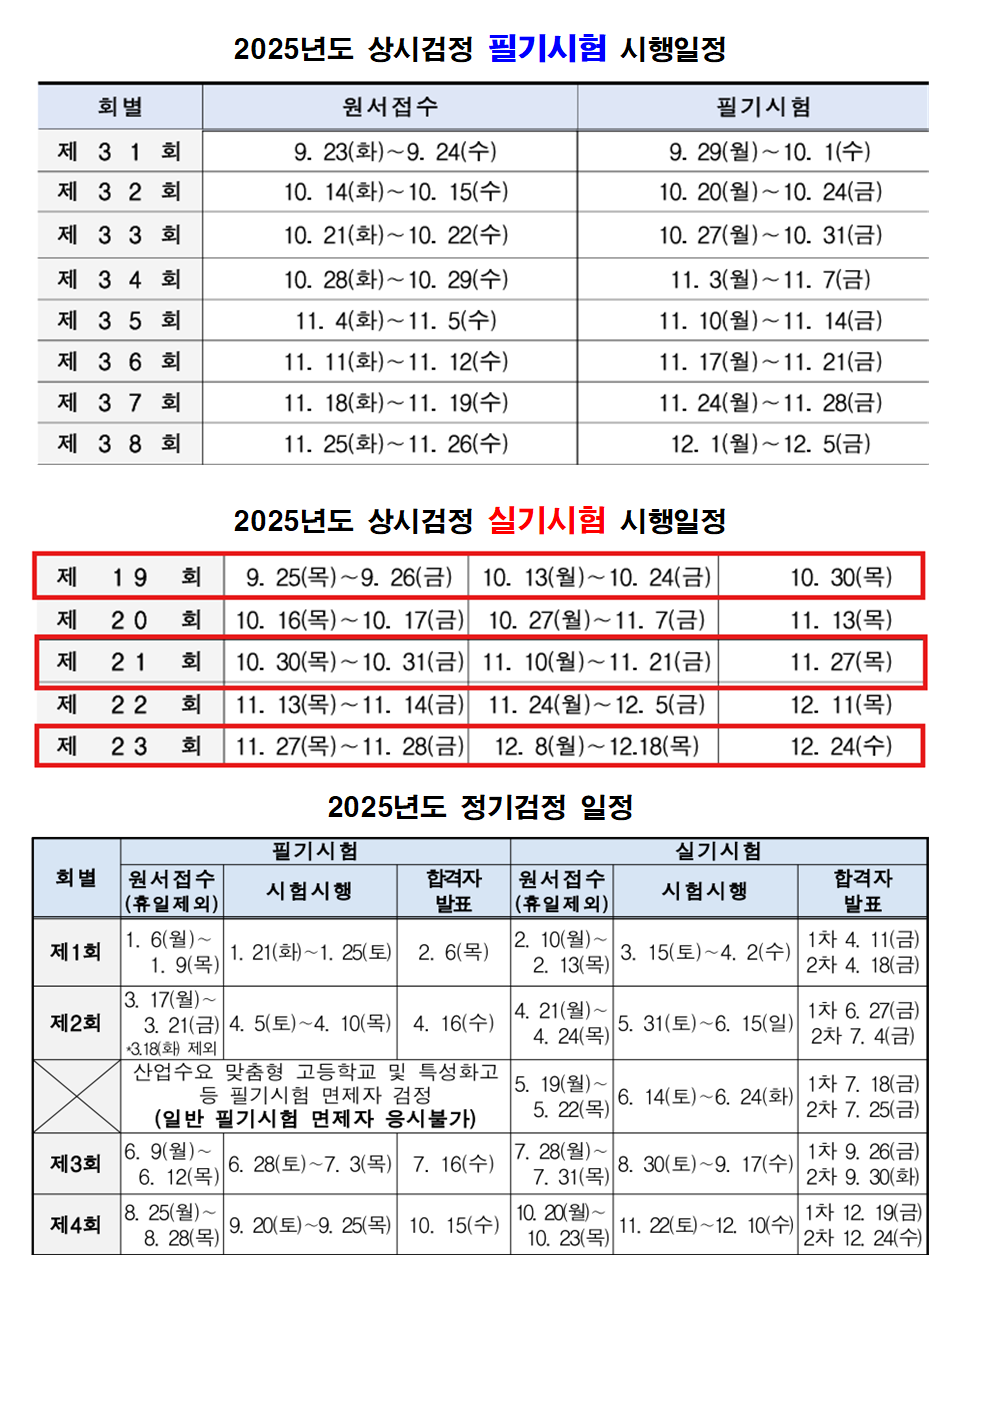 2025년도 상시검정 필기시험 시행일정
회별 원서접수 필기시험
제 3 1 회 9. 23(화)~9. 24(수) 9. 29(월)~10. 1(수)
제 3 2 회 10. 14(화)~10. 15(수) 10. 20(월)~10. 24(금)
제 3 3 회 10. 21(화)~10. 22(수) 10. 27(월)~10. 31(금)
제 3 4 회 10. 28(화)~10. 29(수) 11. 3(월)~11. 7(금)
제 3 5 회 11. 4(화)~11. 5(수) 11. 10(월)~11. 14(금)
제 3 6 회 11. 11(화)~11. 12(수) 11. 17(월)~11. 21(금)
제 3 7 회 11. 18(화)~11. 19(수) 11. 24(월)~11. 28(금)
제 3 8 회 11. 25(화)~11. 26(수) 12. 1(월)~12. 5(금)
2025년도 상시검정 실기시험 시행일정
제 1 9 회 9. 25(목)~9. 26(금) 10. 13(월)~10. 24(금) 10. 30(목)
제 2 0 회 10. 16(목)~10. 17(금) 10. 27(월)~11. 7(금) 11. 13(목)
제 2 1 회 10. 30(목)~10. 31(금) 11. 10(월)~11. 21(금) 11. 27(목)
제 2 2 회 11. 13(목)~11. 14(금) 11. 24(월)~12. 5(금) 12. 11(목)
제 2 3 회 11. 27(목)~11. 28(금) 12. 8(월)~12.18(목) 12. 24(수)
2025년도 정기검정 일정
회별 필기시험 실기시험
원서접수 (휴일제외) 시험시행 합격자 발표 원서접수 (휴일제외) 시험시행 합격자 발표
제1회 1. 6(월)~ 1. 9(목) 1. 21(화)~1. 25(토) 2. 6(목) 2. 10(월)~ 2. 13(목) 3. 15(토)~4. 2(수) 1차 4. 11(금) 2차 4. 18(금)
제2회 3. 17(월)~ 3. 21(금) *3.18(화) 제외 4. 5(토)~4. 10(목) 4. 16(수) 4. 21(월)~ 4. 24(목) 5. 31(토)~6. 15(일) 1차 6. 27(금) 2차 7. 4(금)
산업수요 맞춤형 고등학교 및 특성화고
등 필기시험 면제자 검정
(일반 필기시험 면제자 응시불가)
5. 19(월)~ 5. 22(목) 6. 14(토)~6. 24(화) 1차 7. 18(금) 2차 7. 25(금)
제3회 6. 9(월)~ 6. 12(목) 6. 28(토)~7. 3(목) 7. 16(수) 7. 28(월)~ 7. 31(목) 8. 30(토)~9. 17(수) 1차 9. 26(금) 2차 9. 30(화)
제4회 8. 25(월)~ 8. 28(목) 9. 20(토)~9. 25(목) 10. 15(수) 10. 20(월)~ 10. 23(목) 11. 22(토)~12. 10(수) 1차 12. 19(금) 2차 12. 24(수)